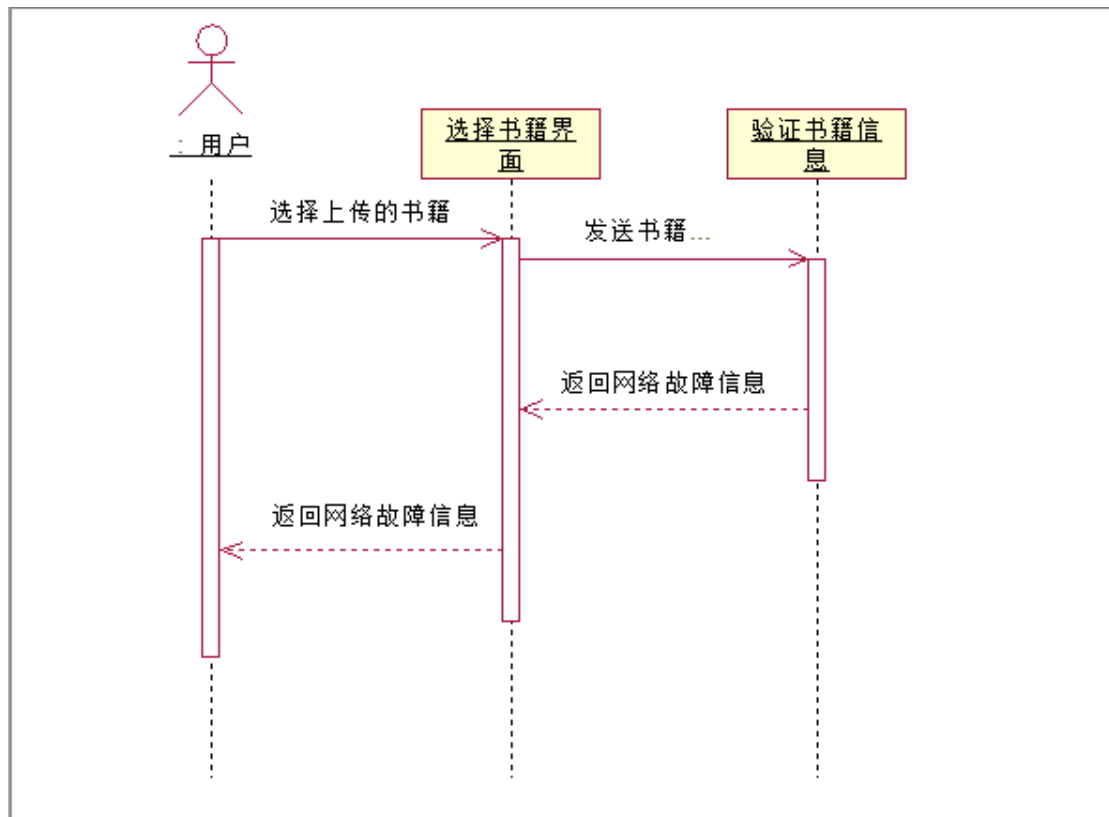 : 用户
选择书籍界
面
验证书籍信
息
选择上传的书籍
发送书籍...
返回网络故障信息
返回网络故障信息